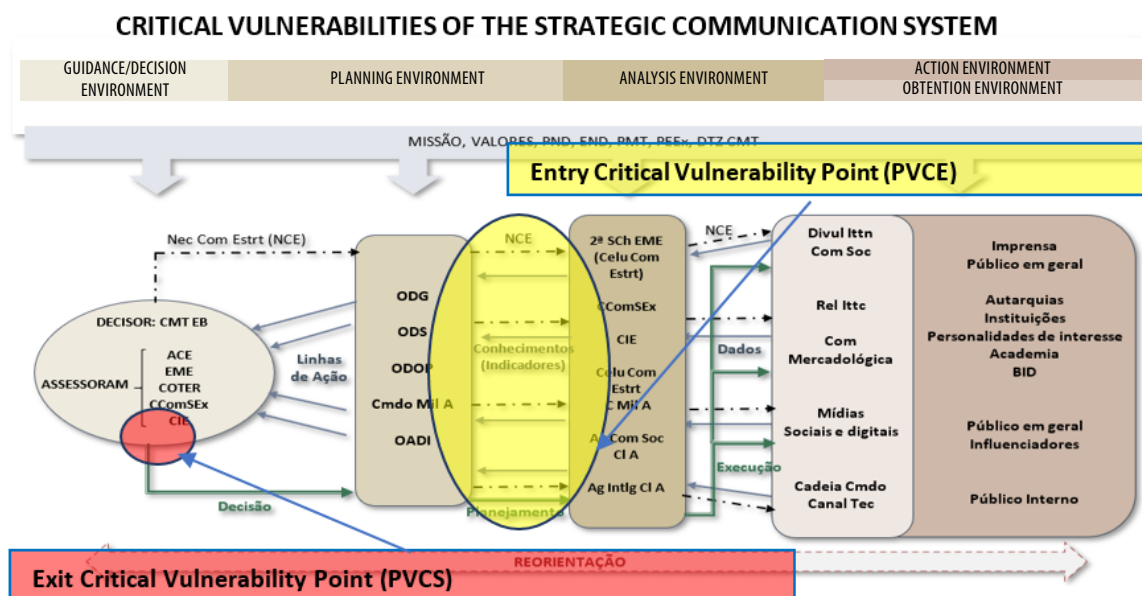 CRITICAL VULNERABILITIES OF THE STRATEGIC COMMUNICATION SYSTEM
GUIDANCE/DECISION
ENVIRONMENT
PLANNING ENVIRONMENT
ANALYSIS ENVIRONMENT
ACTION ENVIRONMENT
OBTENTION ENVIRONMENT
MISSÃO, VALORES, PND, END, PMT, PEEx, DTZ CMT
Entry Critical Vulnerability Point (PVCE)
Nec Com Estrt (NCE)
DECISOR: CMT EB
ASSESSORAM
ACE
EME
COTER
CComSEx
CIE
Decisão
Linhas
de Ação
ODG
ODS
ODOP
Cmdo Mil A
OADI
NCE
Conhecimentos
(Indicadores)
Planejamento
2ª SCh EME
(Celu Com
Estrt)
CComSEx
CIE
Celu Com
Estrt
C Mil A
Com Soc
Cl A
Ag Intlg Cl A
NCE
Dados
Execução
Divul Ittn
Com Soc
Rel Ittc
Com
Mercadológica
Mídias
Sociais e digitais
Cadeia Cmdo
Canal Tec
Imprensa
Público em geral
Autarquias
Instituições
Personalidades de interesse
Academia
BID
Público em geral
Influenciadores
Público Interno
REORIENTAÇÃO
Exit Critical Vulnerability Point (PVCS)